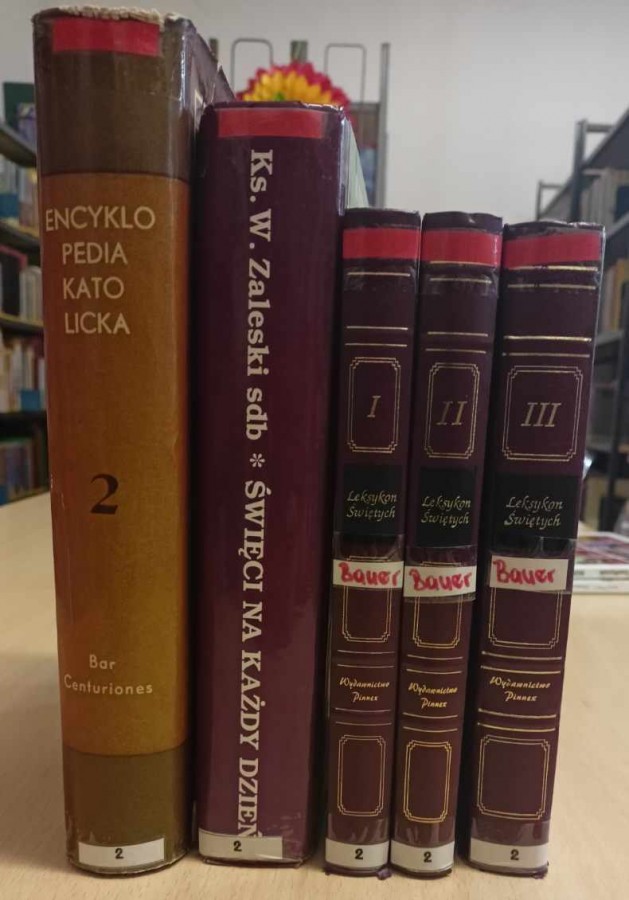 ENCYKLO
PEDIA
KATO
LICKA
2
Bar
Centuriones
2
Ks. W. Zaleski sdb * ŚWIĘCI NA KAŻDY DZIEŃ
2
I
Leksykon
Świętych
Bauer
Wydawnictwo
Pinnex
2
II
Leksykon
Świętych
Bauer
Wydawnictwo
Pinnex
2
III
Leksykon
Świętych
Bauer
Wydawnictwo
Pinnex
2